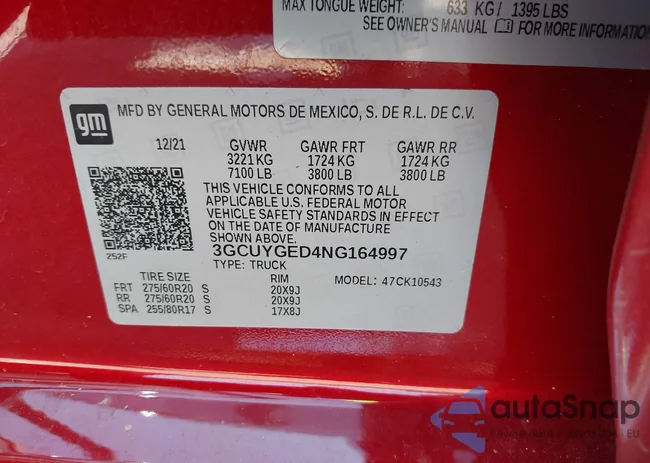 MAX TONGUE WEIGHT: 633 KG / 1395 LBS
SEE OWNER'S MANUAL FOR MORE INFORMATION
gm
MFD BY GENERAL MOTORS DE MEXICO, S. DE R.L. DE C.V.
12/21 GVWR GAWR FRT GAWR RR
3221 KG 1724 KG 1724 KG
7100 LB 3800 LB 3800 LB
THIS VEHICLE CONFORMS TO ALL
APPLICABLE U.S. FEDERAL MOTOR
VEHICLE SAFETY STANDARDS IN EFFECT
ON THE DATE OF MANUFACTURE
SHOWN ABOVE.
252F
3GCUYGED4NG164997
TYPE: TRUCK MODEL: 47CK10543
TIRE SIZE RIM
FRT 275/60R20 S 20X9J
RR 275/60R20 S 20X9J
SPA 255/80R17 S 17X8J
autaSnap